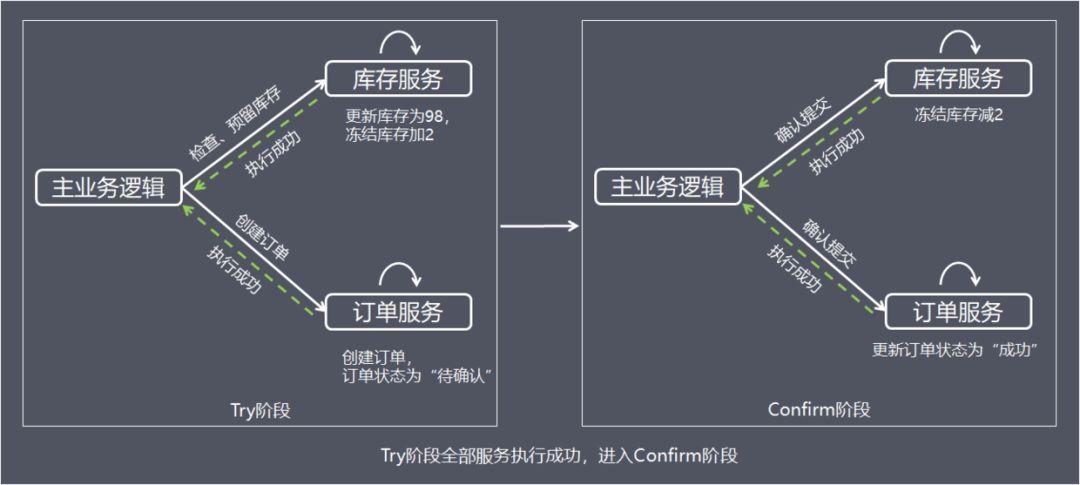 库存服务
更新库存为98，
冻结库存加2
检查、预留库存
执行成功
主业务逻辑
创建订单
执行成功
订单服务
创建订单，
订单状态为“待确认”
Try阶段
库存服务
冻结库存减2
确认提交
执行成功
主业务逻辑
确认提交
执行成功
订单服务
更新订单状态为“成功”
Confirm阶段
Try阶段全部服务执行成功，进入Confirm阶段